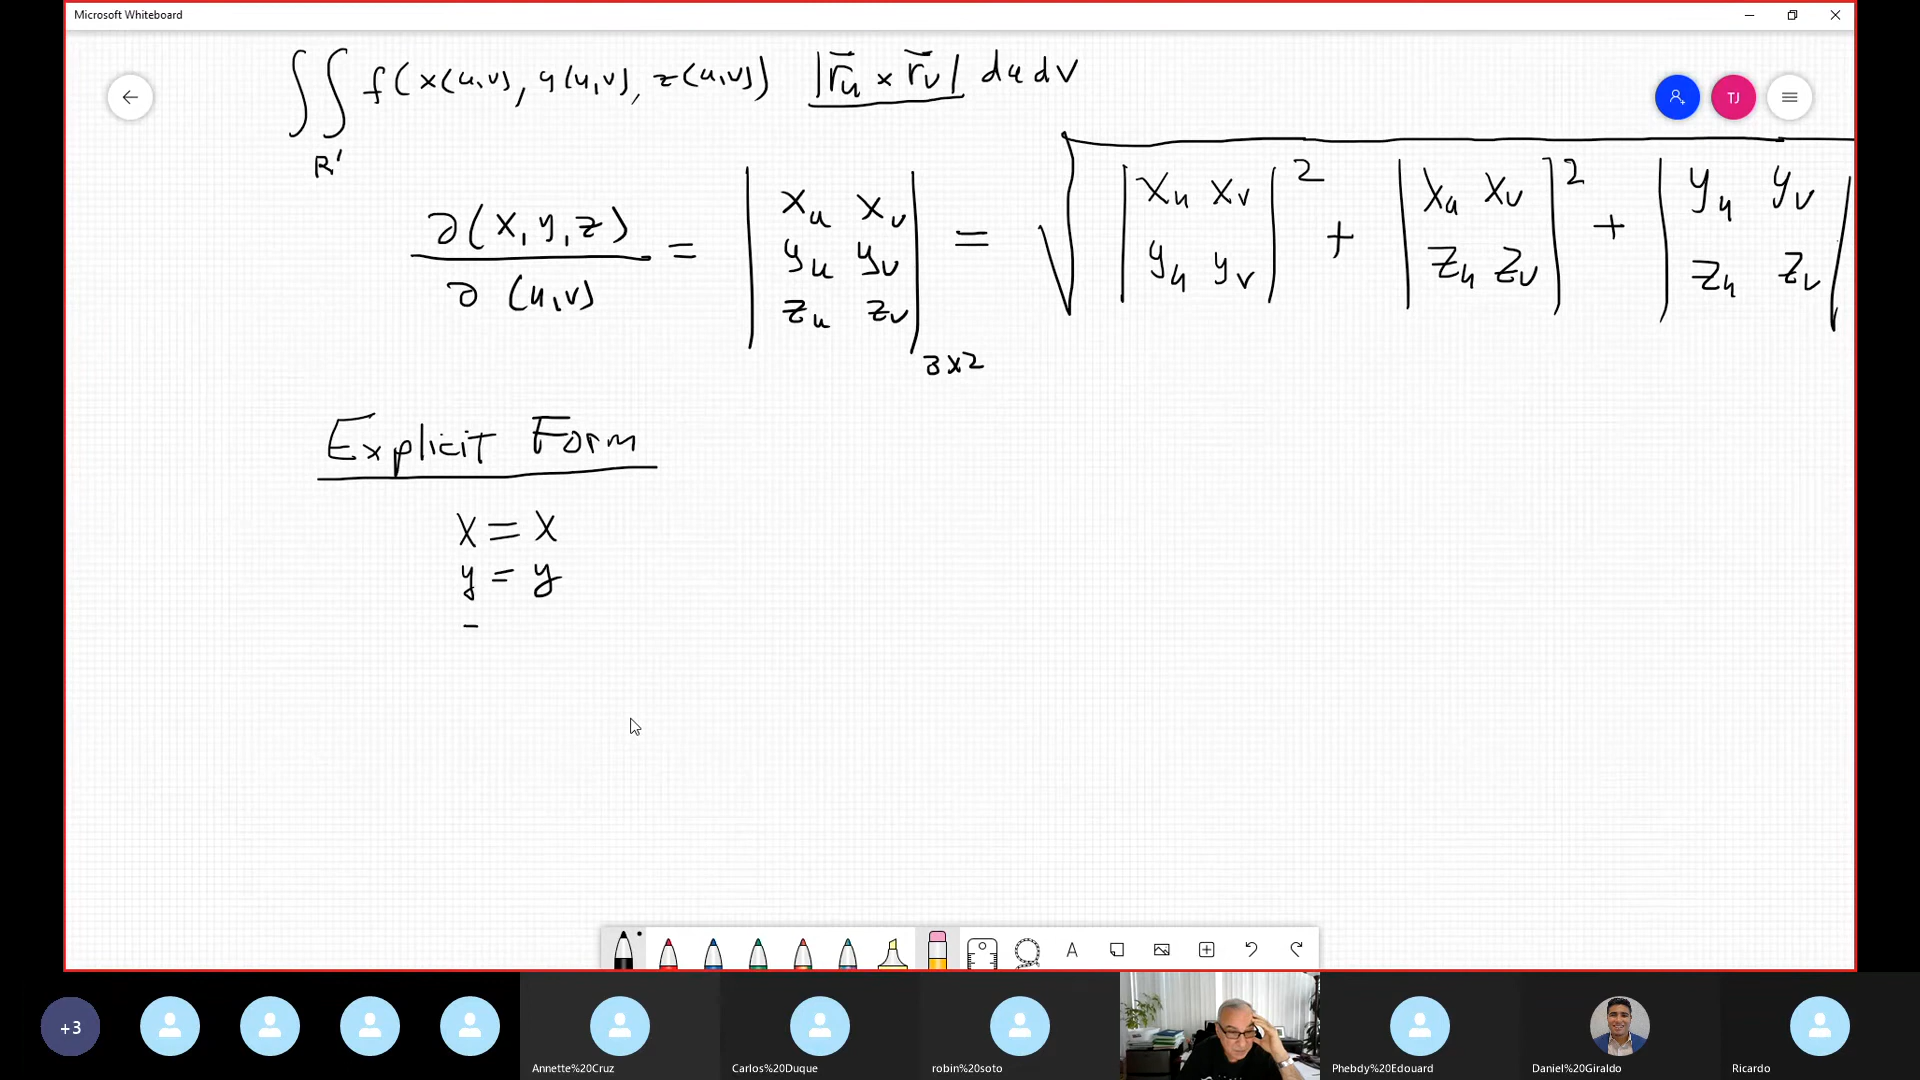 Microsoft Whiteboard
∫∫ f(x(u,v), y(u,v), z(u,v)) |r̄u × r̄v| du dv
R'
TJ
∂(x,y,z) / ∂(u,v) = |xu xv
yu yv
zu zv| 3x2 = √ |xu xv
yu yv|² + |xu xv
zu zv|² + |yu yv
zu zv|
Explicit Form
x = x
y = y
-
A
+3
Annette%20Cruz
Carlos%20Duque
robin%20soto
Phebdy%20Edouard
Daniel%20Giraldo
Ricardo